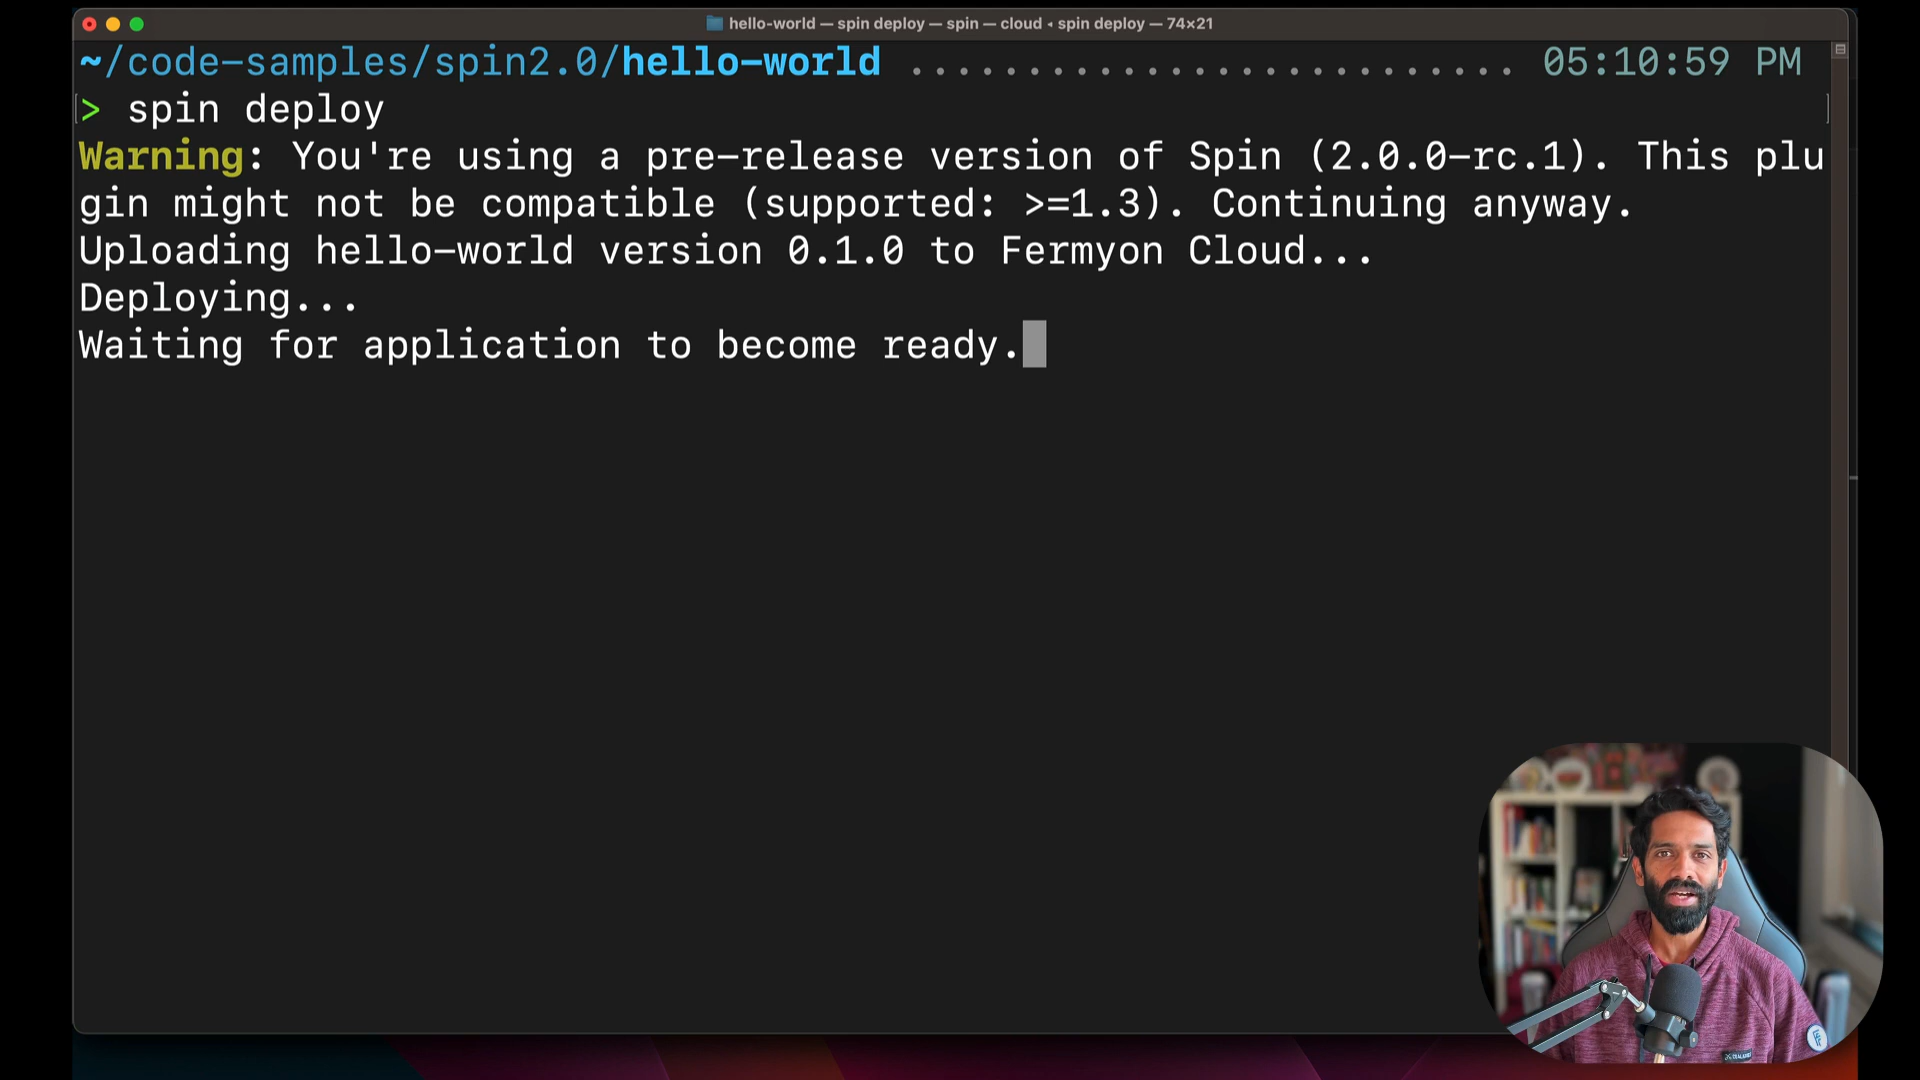 hello-world — spin deploy — spin — cloud ◂ spin deploy — 74×21
~/code-samples/spin2.0/hello-world .......................... 05:10:59 PM
> spin deploy
Warning: You're using a pre-release version of Spin (2.0.0-rc.1). This plu
gin might not be compatible (supported: >=1.3). Continuing anyway.
Uploading hello-world version 0.1.0 to Fermyon Cloud...
Deploying...
Waiting for application to become ready.